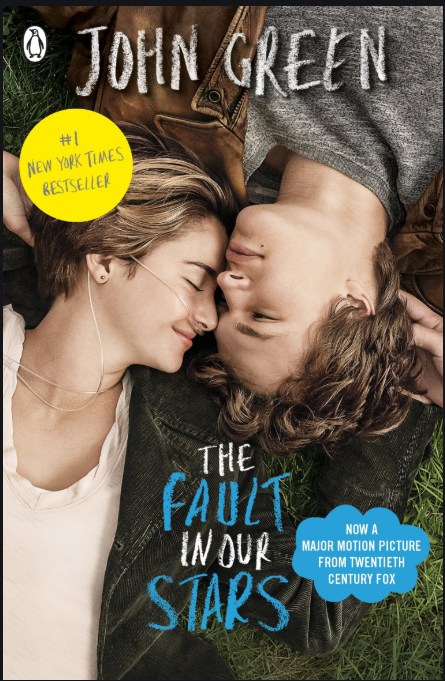 JOHN GREEN
#1
NEW YORK TIMES
BESTSELLER
THE
FAULT
IN OUR
STARS
NOW A
MAJOR MOTION PICTURE
FROM TWENTIETH
CENTURY FOX